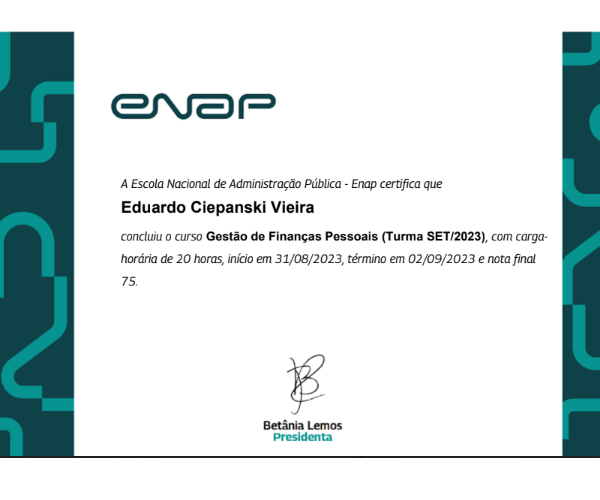 enap
A Escola Nacional de Administração Pública - Enap certifica que
Eduardo Ciepanski Vieira
concluiu o curso Gestão de Finanças Pessoais (Turma SET/2023), com carga-
horária de 20 horas, início em 31/08/2023, término em 02/09/2023 e nota final
75.
Betânia Lemos
Presidenta